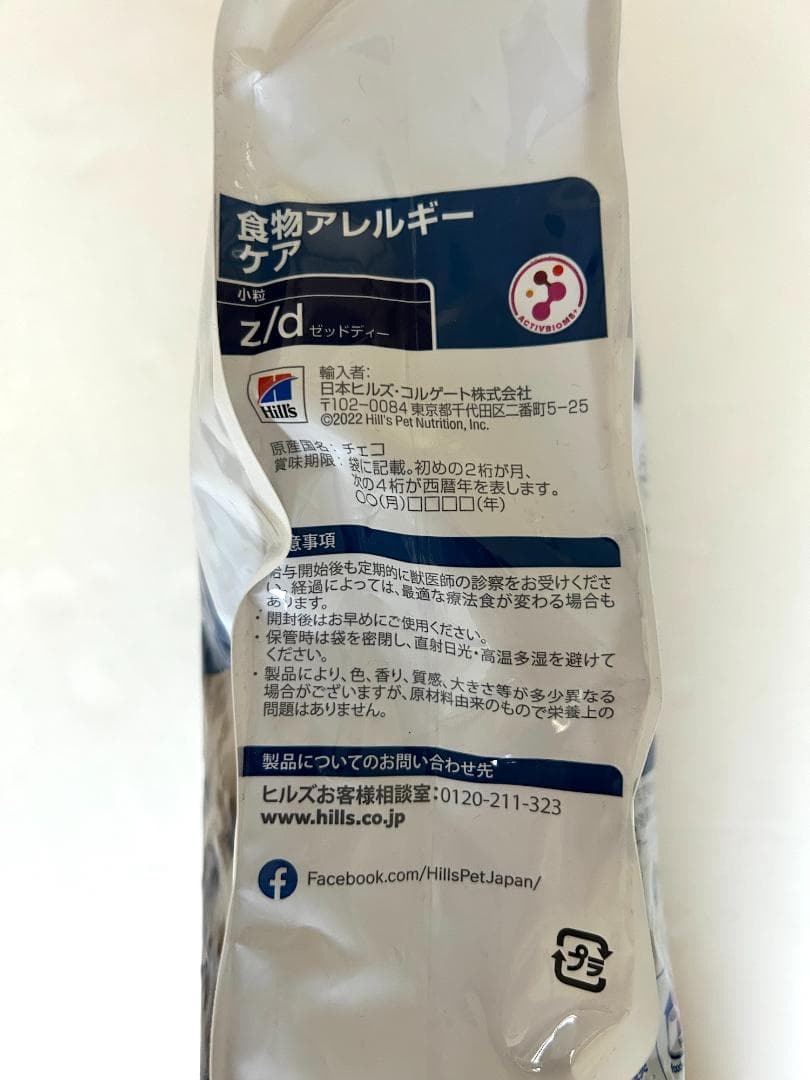 食物アレルギー
ケア
小粒
z/d ゼッドディー
ACTIVBIOME+
Hill's
輸入者:
日本ヒルズ・コルゲート株式会社
〒102-0084 東京都千代田区二番町5-25
©2022 Hill's Pet Nutrition, Inc.
原産国名: チェコ
賞味期限: 袋に記載。初めの2桁が月、
次の4桁が西暦年を表します。
○○(月)□□□□(年)
意事項
給与開始後も定期的に獣医師の診察をお受けくださ
い。経過によっては、最適な療法食が変わる場合も
あります。
・開封後はお早めにご使用ください。
・保管時は袋を密閉し、直射日光・高温多湿を避けて
ください。
・製品により、色、香り、質感、大きさ等が多少異なる
場合がございますが、原材料由来のもので栄養上の
問題はありません。
製品についてのお問い合わせ先
ヒルズお客様相談室:0120-211-323
www.hills.co.jp
Facebook.com/HillsPetJapan/
プラ